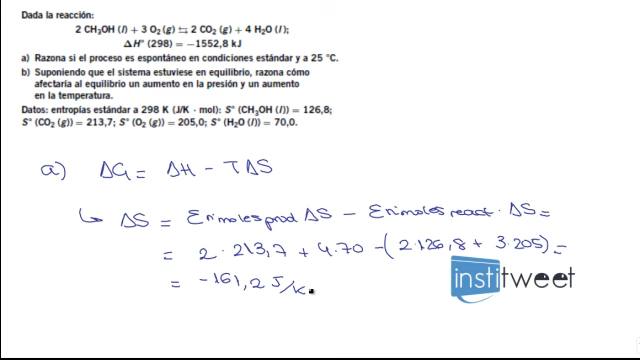 Dada la reacción:
2 CH₃OH (l) + 3 O₂ (g) ⇆ 2 CO₂ (g) + 4 H₂O (l);
ΔH° (298) = −1552,8 kJ
a) Razona si el proceso es espontáneo en condiciones estándar y a 25 °C.
b) Suponiendo que el sistema estuviese en equilibrio, razona cómo
afectaría al equilibrio un aumento en la presión y un aumento
en la temperatura.
Datos: entropías estándar a 298 K (J/K · mol): S° (CH₃OH (l)) = 126,8;
S° (CO₂ (g)) = 213,7; S° (O₂ (g)) = 205,0; S° (H₂O (l)) = 70,0.
a) ΔG = ΔH − TΔS
↳ ΔS = Σ nimoles prod ΔS − Σ nimoles react · ΔS =
= 2 · 213,7 + 4.70 − (2.126,8 + 3.205) =
= −161,2 J/K
institweet